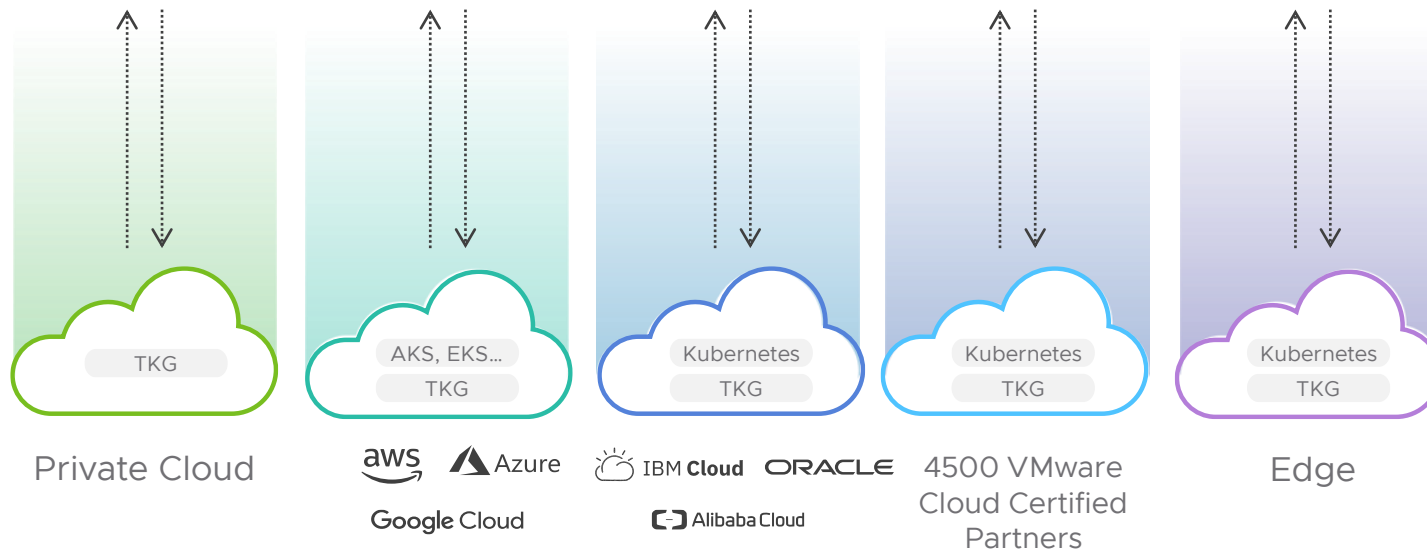 TKG
AKS, EKS...
TKG
Kubernetes
TKG
Kubernetes
TKG
Kubernetes
TKG
Private Cloud
aws
Azure
Google Cloud
IBM Cloud
ORACLE
Alibaba Cloud
4500 VMware
Cloud Certified
Partners
Edge